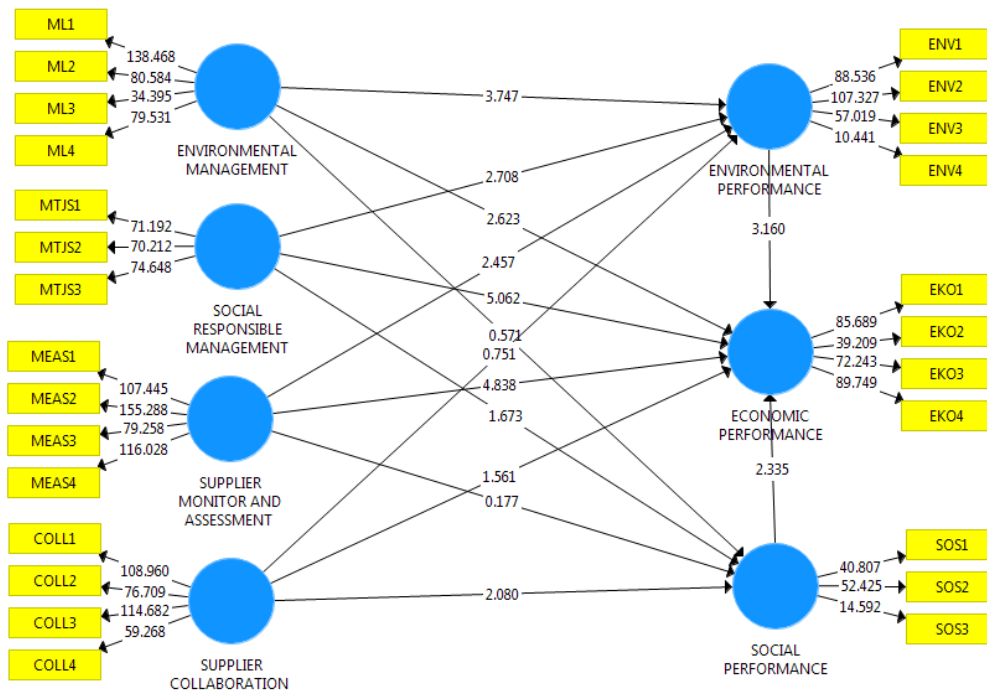 ML1
ML2
ML3
ML4
138.468
80.584
34.395
79.531
ENVIRONMENTAL
MANAGEMENT
MTJS1
MTJS2
MTJS3
71.192
70.212
74.648
SOCIAL
RESPONSIBLE
MANAGEMENT
MEAS1
MEAS2
MEAS3
MEAS4
107.445
155.288
79.258
116.028
SUPPLIER
MONITOR AND
ASSESSMENT
COLL1
COLL2
COLL3
COLL4
108.960
76.709
114.682
59.268
SUPPLIER
COLLABORATION
3.747
2.708
2.623
2.457
5.062
0.571
0.751
4.838
1.673
1.561
0.177
2.080
ENVIRONMENTAL
PERFORMANCE
88.536
107.327
57.019
10.441
ENV1
ENV2
ENV3
ENV4
3.160
ECONOMIC
PERFORMANCE
85.689
39.209
72.243
89.749
EKO1
EKO2
EKO3
EKO4
2.335
SOCIAL
PERFORMANCE
40.807
52.425
14.592
SOS1
SOS2
SOS3